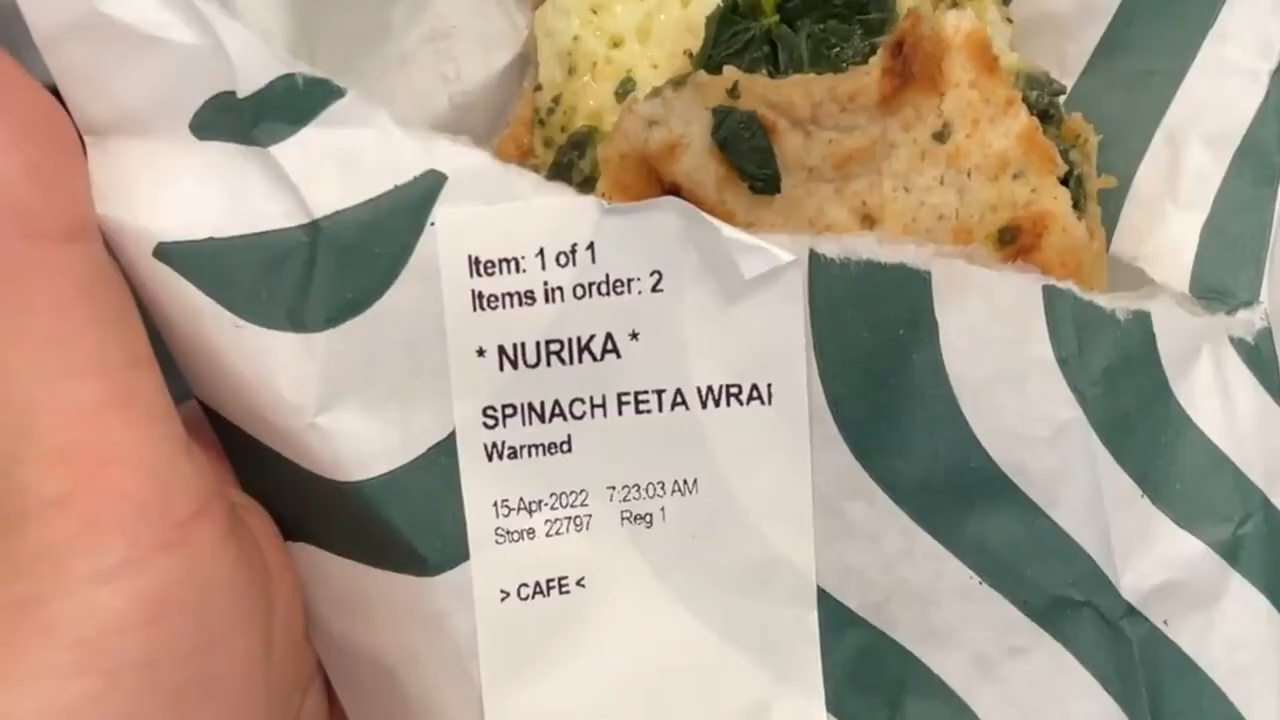 Item: 1 of 1
Items in order: 2
* NURIKA *
SPINACH FETA WRAP
Warmed
15-Apr-2022 7:23:03 AM
Store 22797 Reg 1
> CAFE <